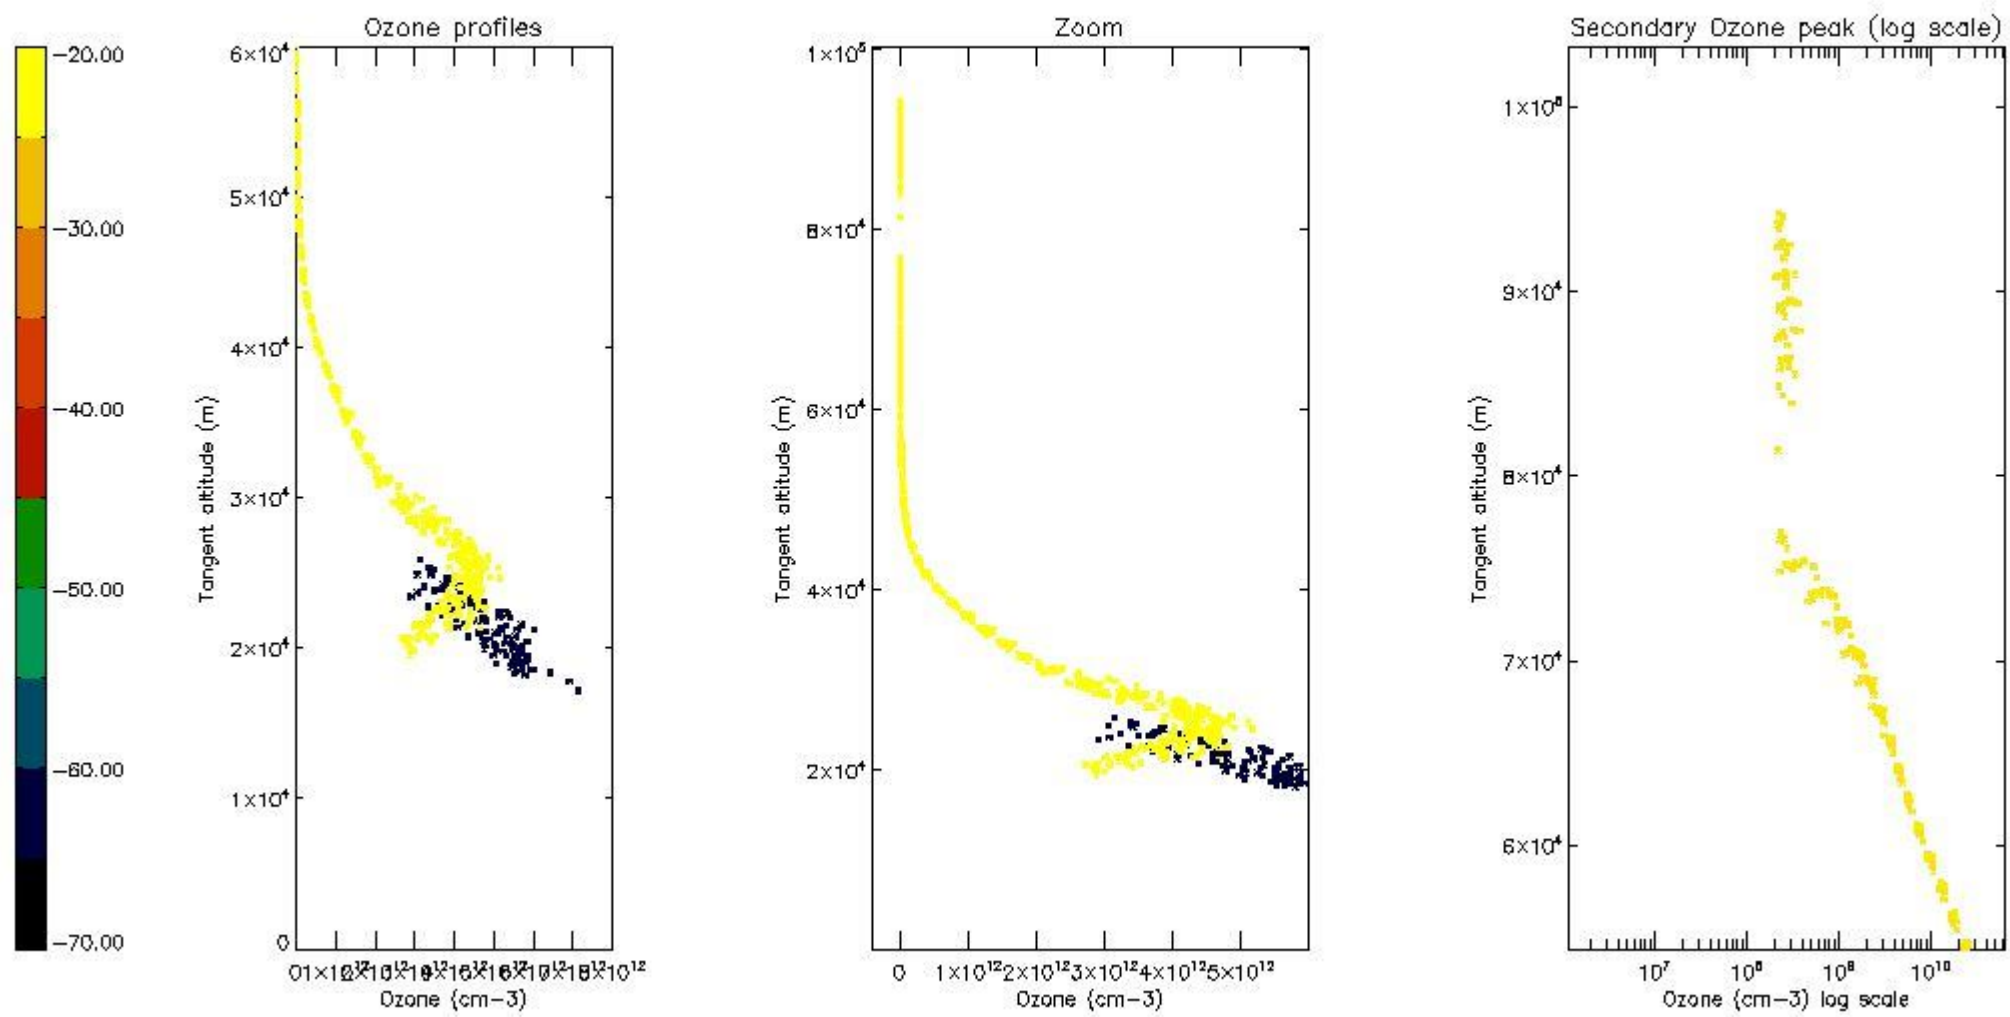 Ozone profiles
Zoom
Secondary Ozone peak (log scale)
-20.00
-30.00
-40.00
-50.00
-60.00
-70.00
6×10⁴
5×10⁴
4×10⁴
3×10⁴
2×10⁴
1×10⁴
0
Tangent altitude (m)
Ozone (cm-3)
1×10⁵
8×10⁴
6×10⁴
4×10⁴
2×10⁴
Tangent altitude (m)
0 1×10¹² 2×10¹² 3×10¹² 4×10¹² 5×10¹²
Ozone (cm-3)
9×10⁴
8×10⁴
7×10⁴
6×10⁴
Tangent altitude (m)
10⁷ 10⁸ 10⁹ 10¹⁰
Ozone (cm-3) log scale